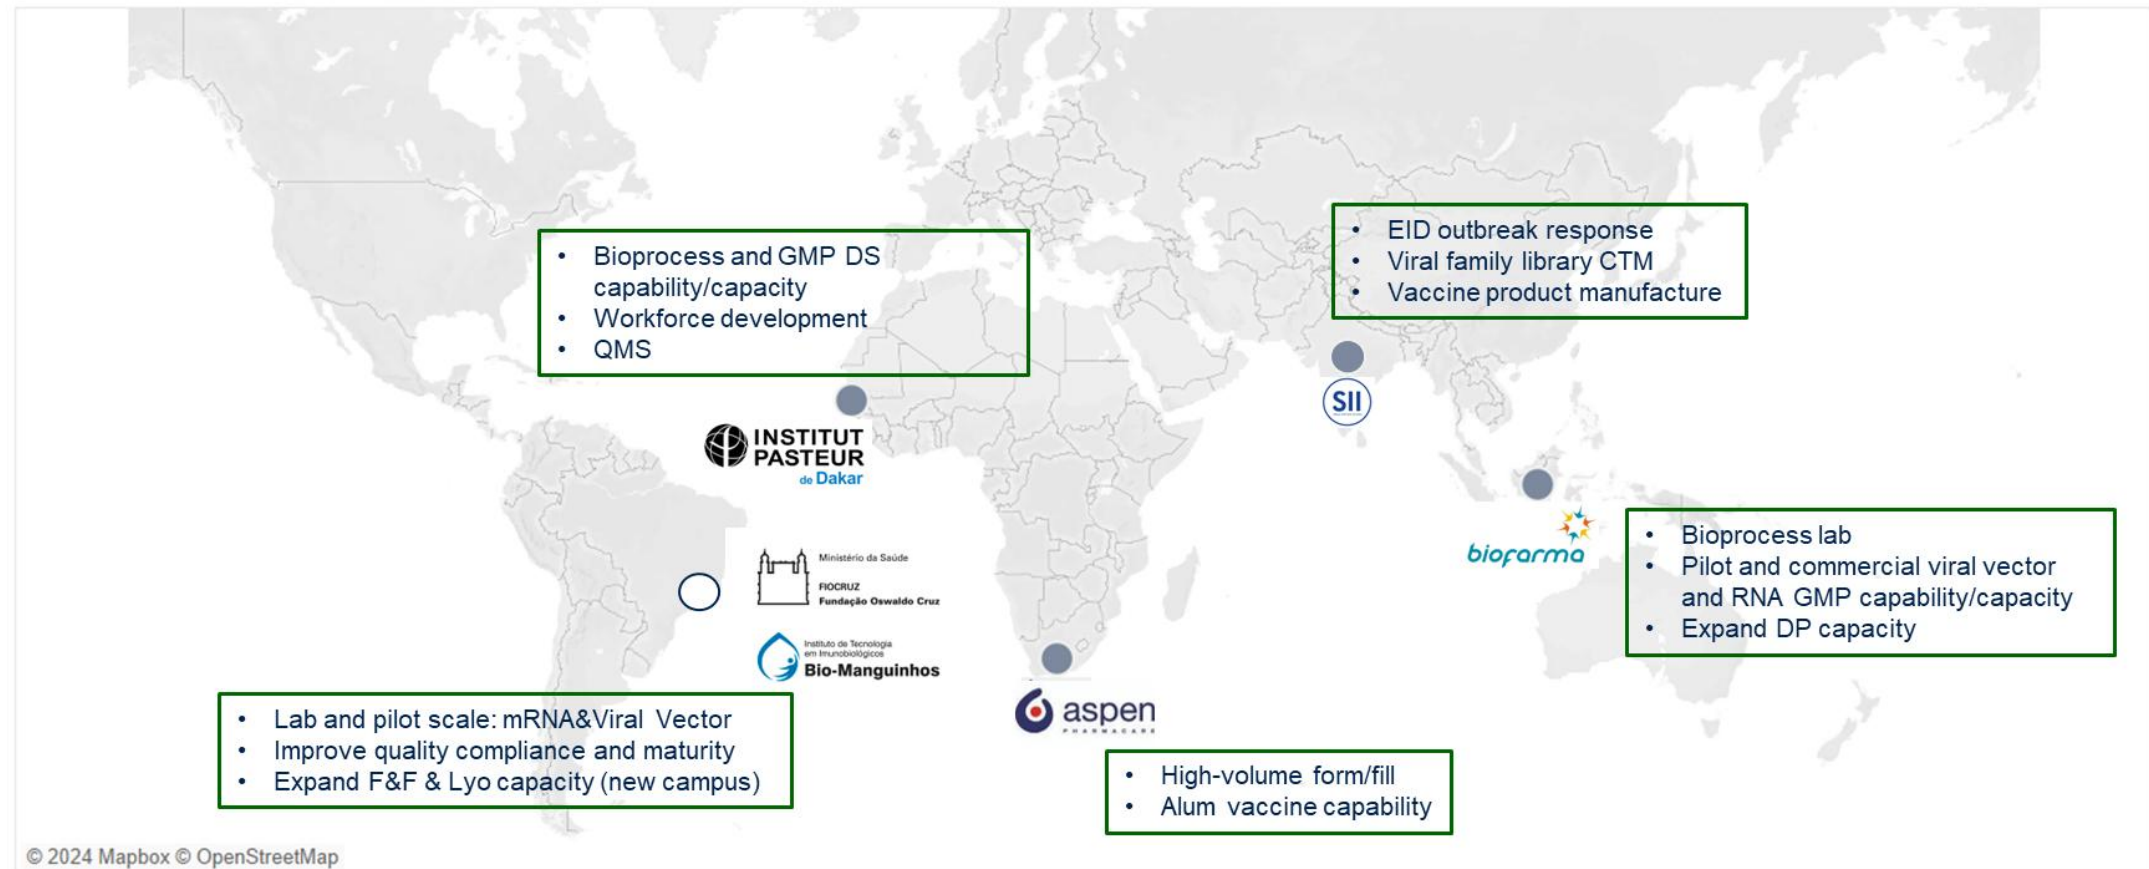 • Bioprocess and GMP DS
capability/capacity
• Workforce development
• QMS
• EID outbreak response
• Viral family library CTM
• Vaccine product manufacture
SII
INSTITUT
PASTEUR
de Dakar
biofarma
• Bioprocess lab
• Pilot and commercial viral vector
and RNA GMP capability/capacity
• Expand DP capacity
Ministério da Saúde
FIOCRUZ
Fundação Oswaldo Cruz
Instituto de Tecnologia
em Imunobiológicos
Bio-Manguinhos
aspen
PHARMACARE
• Lab and pilot scale: mRNA&Viral Vector
• Improve quality compliance and maturity
• Expand F&F & Lyo capacity (new campus)
• High-volume form/fill
• Alum vaccine capability
© 2024 Mapbox © OpenStreetMap